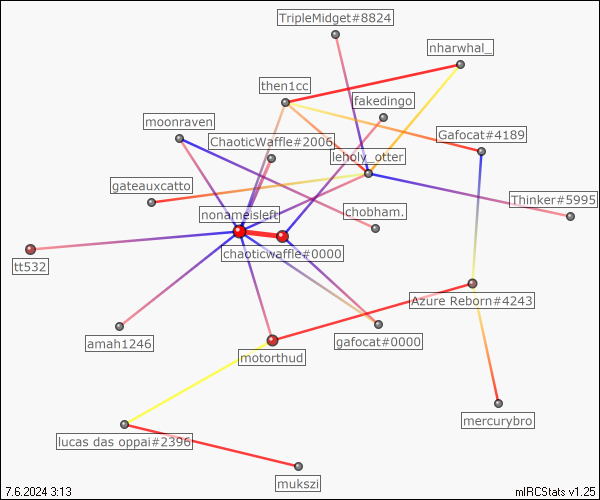 TripleMidget#8824
nharwhal_
then1cc
fakedingo
moonraven
ChaoticWaffle#2006
Gafocat#4189
leholy_otter
gateauxcatto
Thinker#5995
nonameisleft
chobham.
chaoticwaffle#0000
tt532
Azure Reborn#4243
amah1246
gafocat#0000
motorthud
mercurybro
lucas das oppai#2396
mukszi
7.6.2024 3:13
mIRCStats v1.25